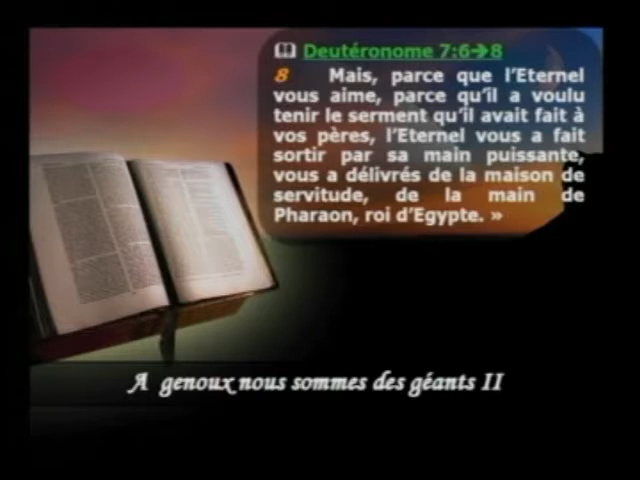 Deutéronome 7:6➔8
8 Mais, parce que l'Eternel
vous aime, parce qu'il a voulu
tenir le serment qu'il avait fait à
vos pères, l'Eternel vous a fait
sortir par sa main puissante,
vous a délivrés de la maison de
servitude, de la main de
Pharaon, roi d'Egypte. »
A genoux nous sommes des géants II